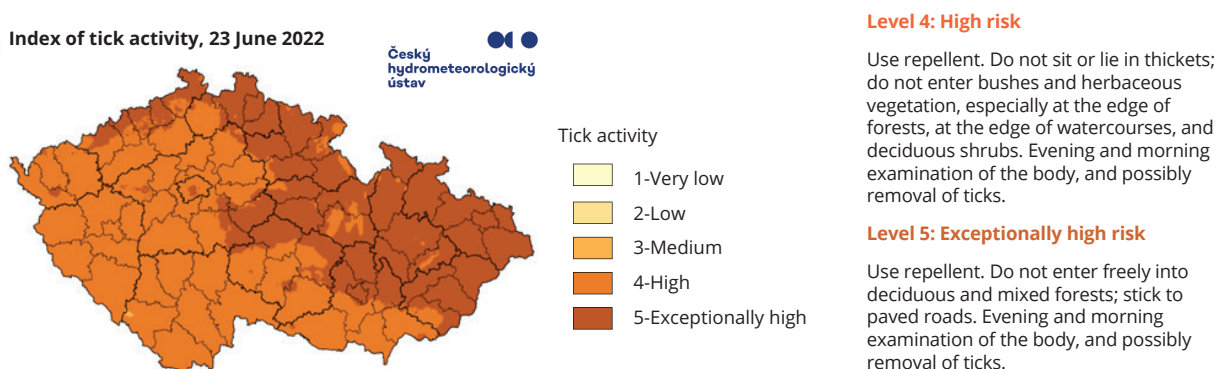 Index of tick activity, 23 June 2022
Český
hydrometeorologický
ústav
Tick activity
1-Very low
2-Low
3-Medium
4-High
5-Exceptionally high
Level 4: High risk
Use repellent. Do not sit or lie in thickets;
do not enter bushes and herbaceous
vegetation, especially at the edge of
forests, at the edge of watercourses, and
deciduous shrubs. Evening and morning
examination of the body, and possibly
removal of ticks.
Level 5: Exceptionally high risk
Use repellent. Do not enter freely into
deciduous and mixed forests; stick to
paved roads. Evening and morning
examination of the body, and possibly
removal of ticks.